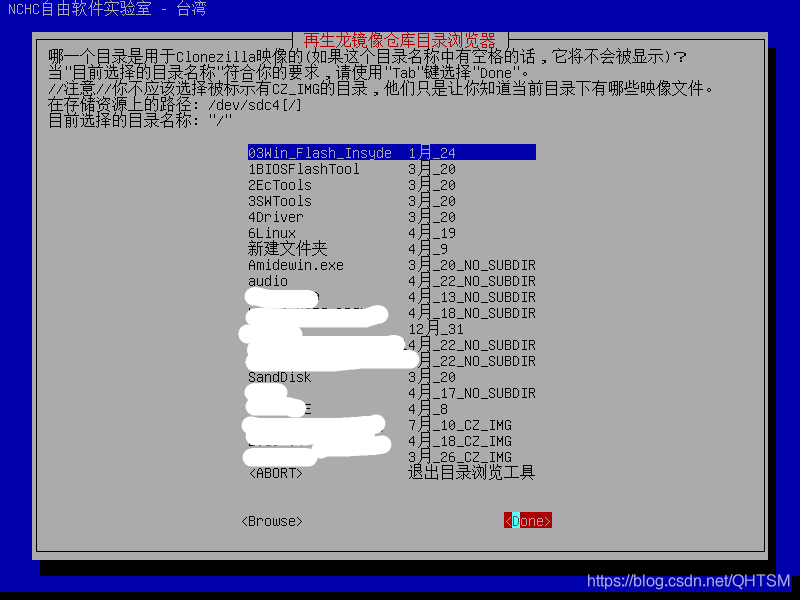 NCHC自由软件实验室 - 台湾
再生龙镜像仓库目录浏览器
哪一个目录是用于Clonezilla映像的(如果这个目录名称中有空格的话，它将不会被显示)？
当"目前选择的目录名称"符合你的要求，请使用"Tab"键选择"Done"。
//注意//你不应该选择被标示有CZ_IMG的目录，他们只是让你知道当前目录下有哪些映像文件。
在存储资源上的路径: /dev/sdc4[/]
目前选择的目录名称: "/"
03Win_Flash_Insyde 1月_24
1BIOSFlashTool 3月_20
2EcTools 3月_20
3SWTools 3月_20
4Driver 3月_20
6Linux 4月_19
新建文件夹 4月_9
Amidewin.exe 3月_20_NO_SUBDIR
audio 4月_22_NO_SUBDIR
4月_13_NO_SUBDIR
4月_18_NO_SUBDIR
12月_31
4月_22_NO_SUBDIR
月_22_NO_SUBDIR
SanDisk 3月_20
4月_17_NO_SUBDIR
E 4月_8
7月_10_CZ_IMG
4月_18_CZ_IMG
3月_26_CZ_IMG
<ABORT> 退出目录浏览工具
<Browse> <Done>
https://blog.csdn.net/QHTSM